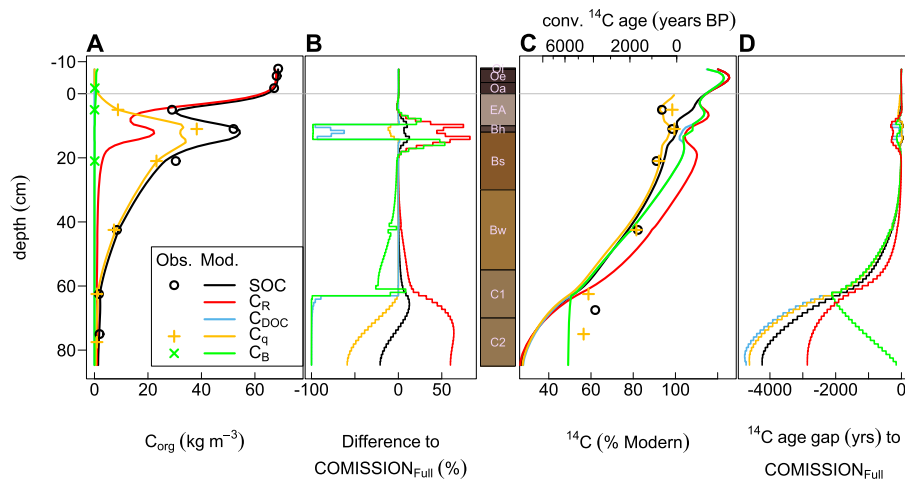 conv. ¹⁴C age (years BP)
A B C D
6000 2000 0
-10
0
20
40
60
80
depth (cm)
Oi
Oe
Oa
EA
Bh
Bs
Bw
C1
C2
Obs. Mod.
SOC
C_R
C_DOC
C_q
C_B
0 20 40 60 80
-100 -50 0 50
40 60 80 100
-4000 -2000 0
C_org (kg m⁻³)
Difference to
COMISSION_Full (%)
¹⁴C (% Modern)
¹⁴C age gap (yrs) to
COMISSION_Full